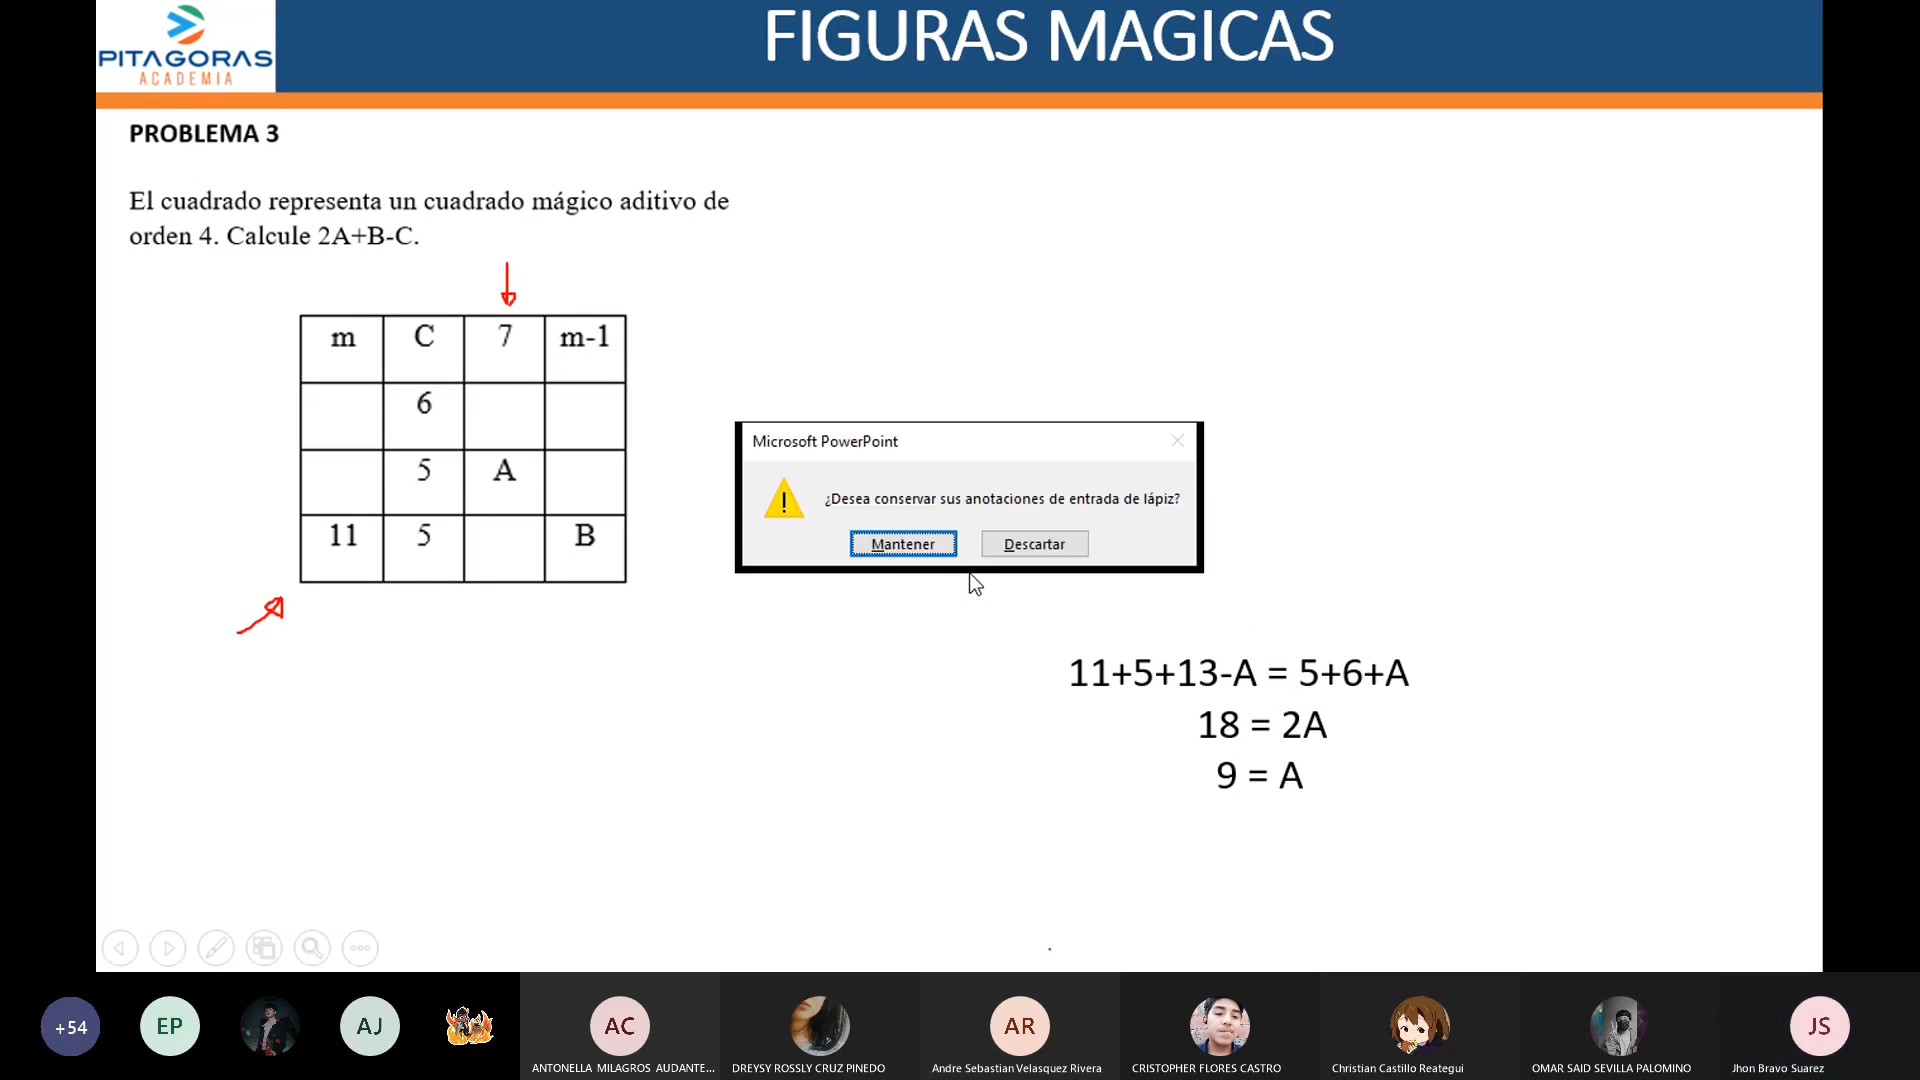 PITAGORAS
ACADEMIA
FIGURAS MAGICAS
PROBLEMA 3
El cuadrado representa un cuadrado mágico aditivo de
orden 4. Calcule 2A+B-C.
m C 7 m-1
6
5 A
11 5 B
Microsoft PowerPoint
¿Desea conservar sus anotaciones de entrada de lápiz?
Mantener Descartar
11+5+13-A = 5+6+A
18 = 2A
9 = A
+54 EP AJ AC AR JS
ANTONELLA MILAGROS AUDANTE... DREYSY ROSSLY CRUZ PINEDO Andre Sebastian Velasquez Rivera CRISTOPHER FLORES CASTRO Christian Castillo Reategui OMAR SAID SEVILLA PALOMINO Jhon Bravo Suarez